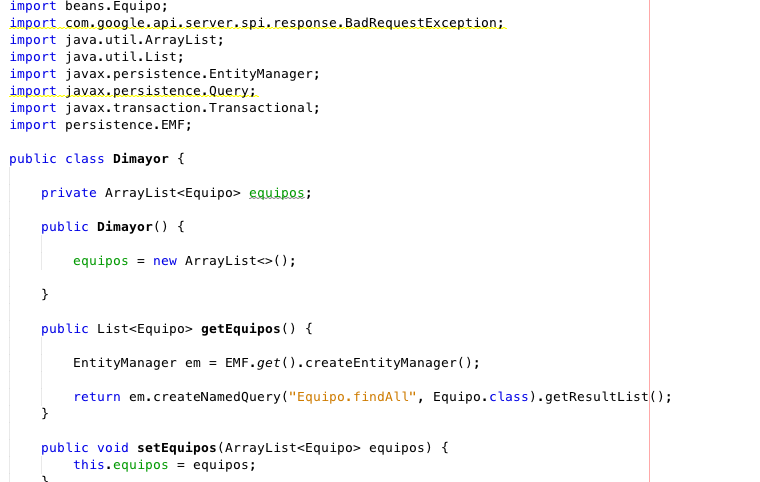 import beans.Equipo;
import com.google.api.server.spi.response.BadRequestException;
import java.util.ArrayList;
import java.util.List;
import javax.persistence.EntityManager;
import javax.persistence.Query;
import javax.transaction.Transactional;
import persistence.EMF;
public class Dimayor {
private ArrayList<Equipo> equipos;
public Dimayor() {
equipos = new ArrayList<>();
}
public List<Equipo> getEquipos() {
EntityManager em = EMF.get().createEntityManager();
return em.createNamedQuery("Equipo.findAll", Equipo.class).getResultList();
}
public void setEquipos(ArrayList<Equipo> equipos) {
this.equipos = equipos;
}